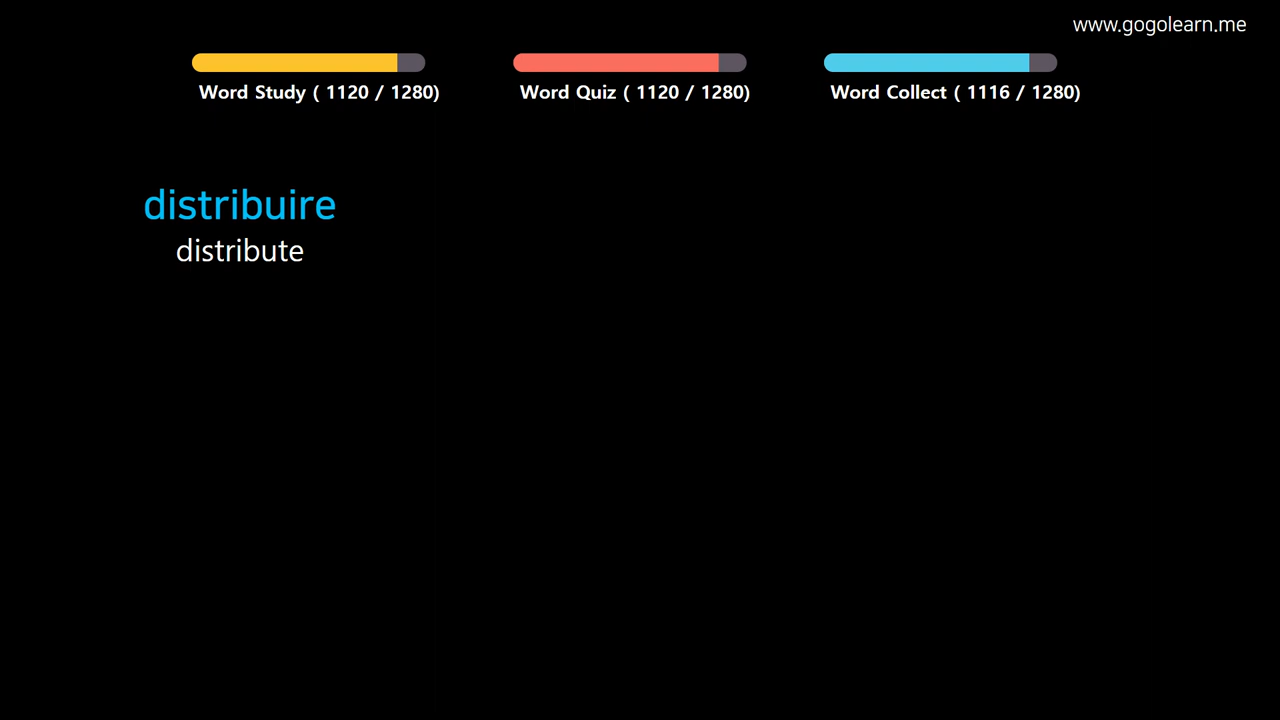 www.gogolearn.me
Word Study ( 1120 / 1280)
Word Quiz ( 1120 / 1280)
Word Collect ( 1116 / 1280)
distribuire
distribute